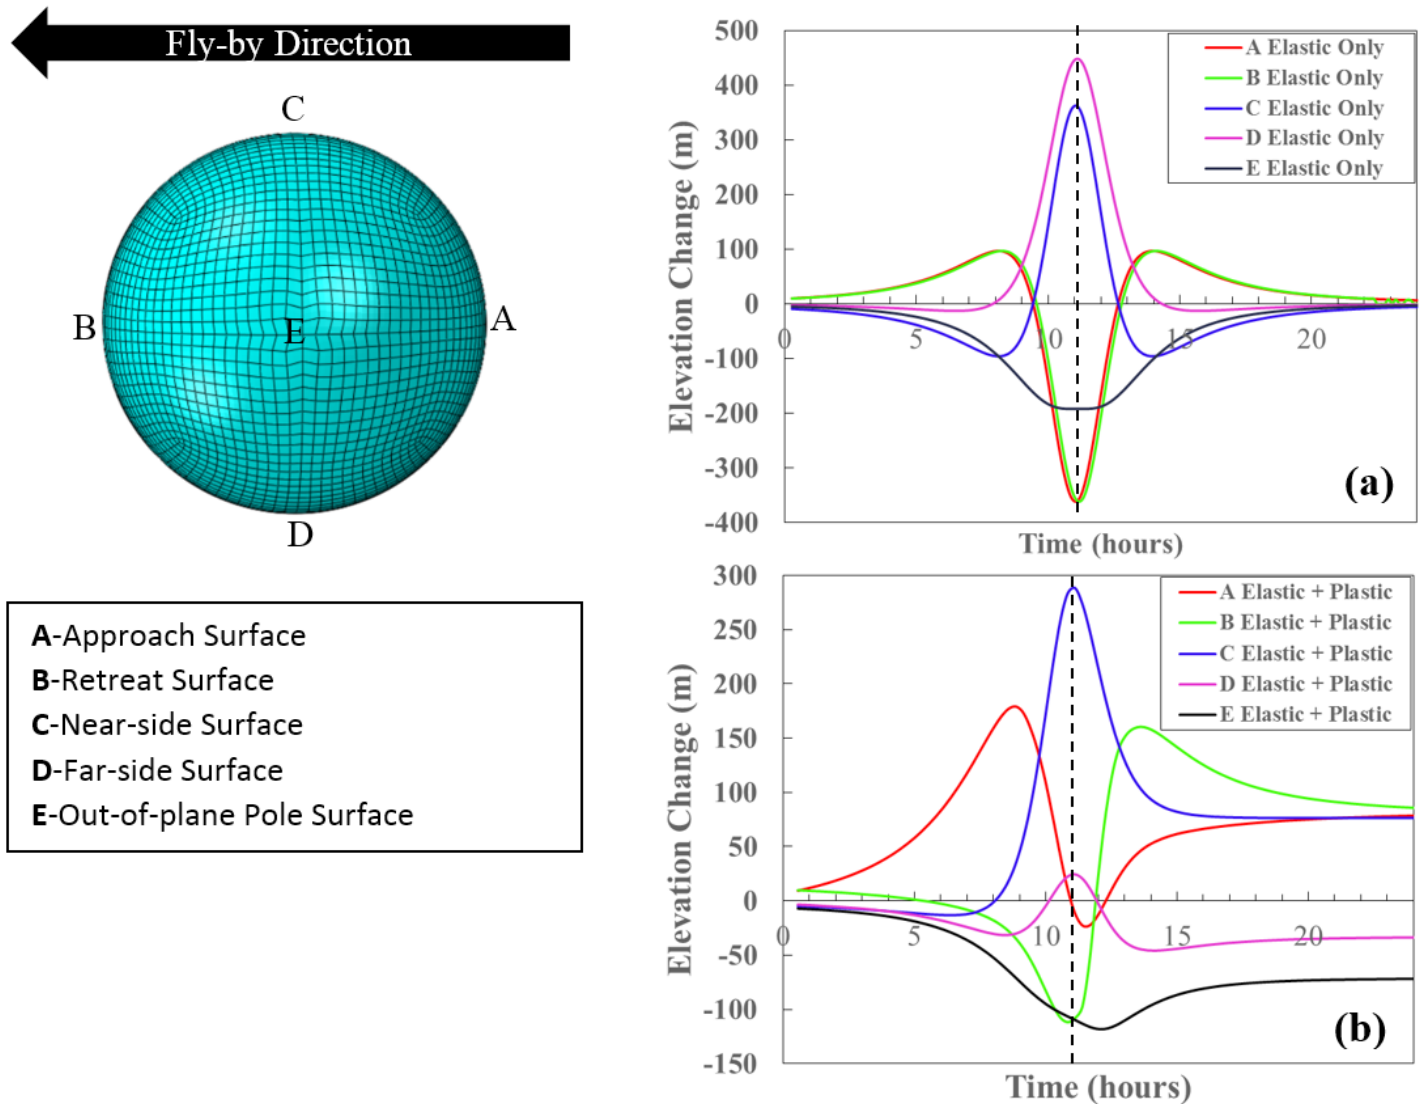 Fly-by Direction
C
B
E
A
D
A-Approach Surface
B-Retreat Surface
C-Near-side Surface
D-Far-side Surface
E-Out-of-plane Pole Surface
500
400
300
200
100
0
-100
-200
-300
-400
Elevation Change (m)
5
10
15
20
Time (hours)
A Elastic Only
B Elastic Only
C Elastic Only
D Elastic Only
E Elastic Only
(a)
300
250
200
150
100
50
0
-50
-100
-150
Elevation Change (m)
0
5
10
15
20
Time (hours)
A Elastic + Plastic
B Elastic + Plastic
C Elastic + Plastic
D Elastic + Plastic
E Elastic + Plastic
(b)